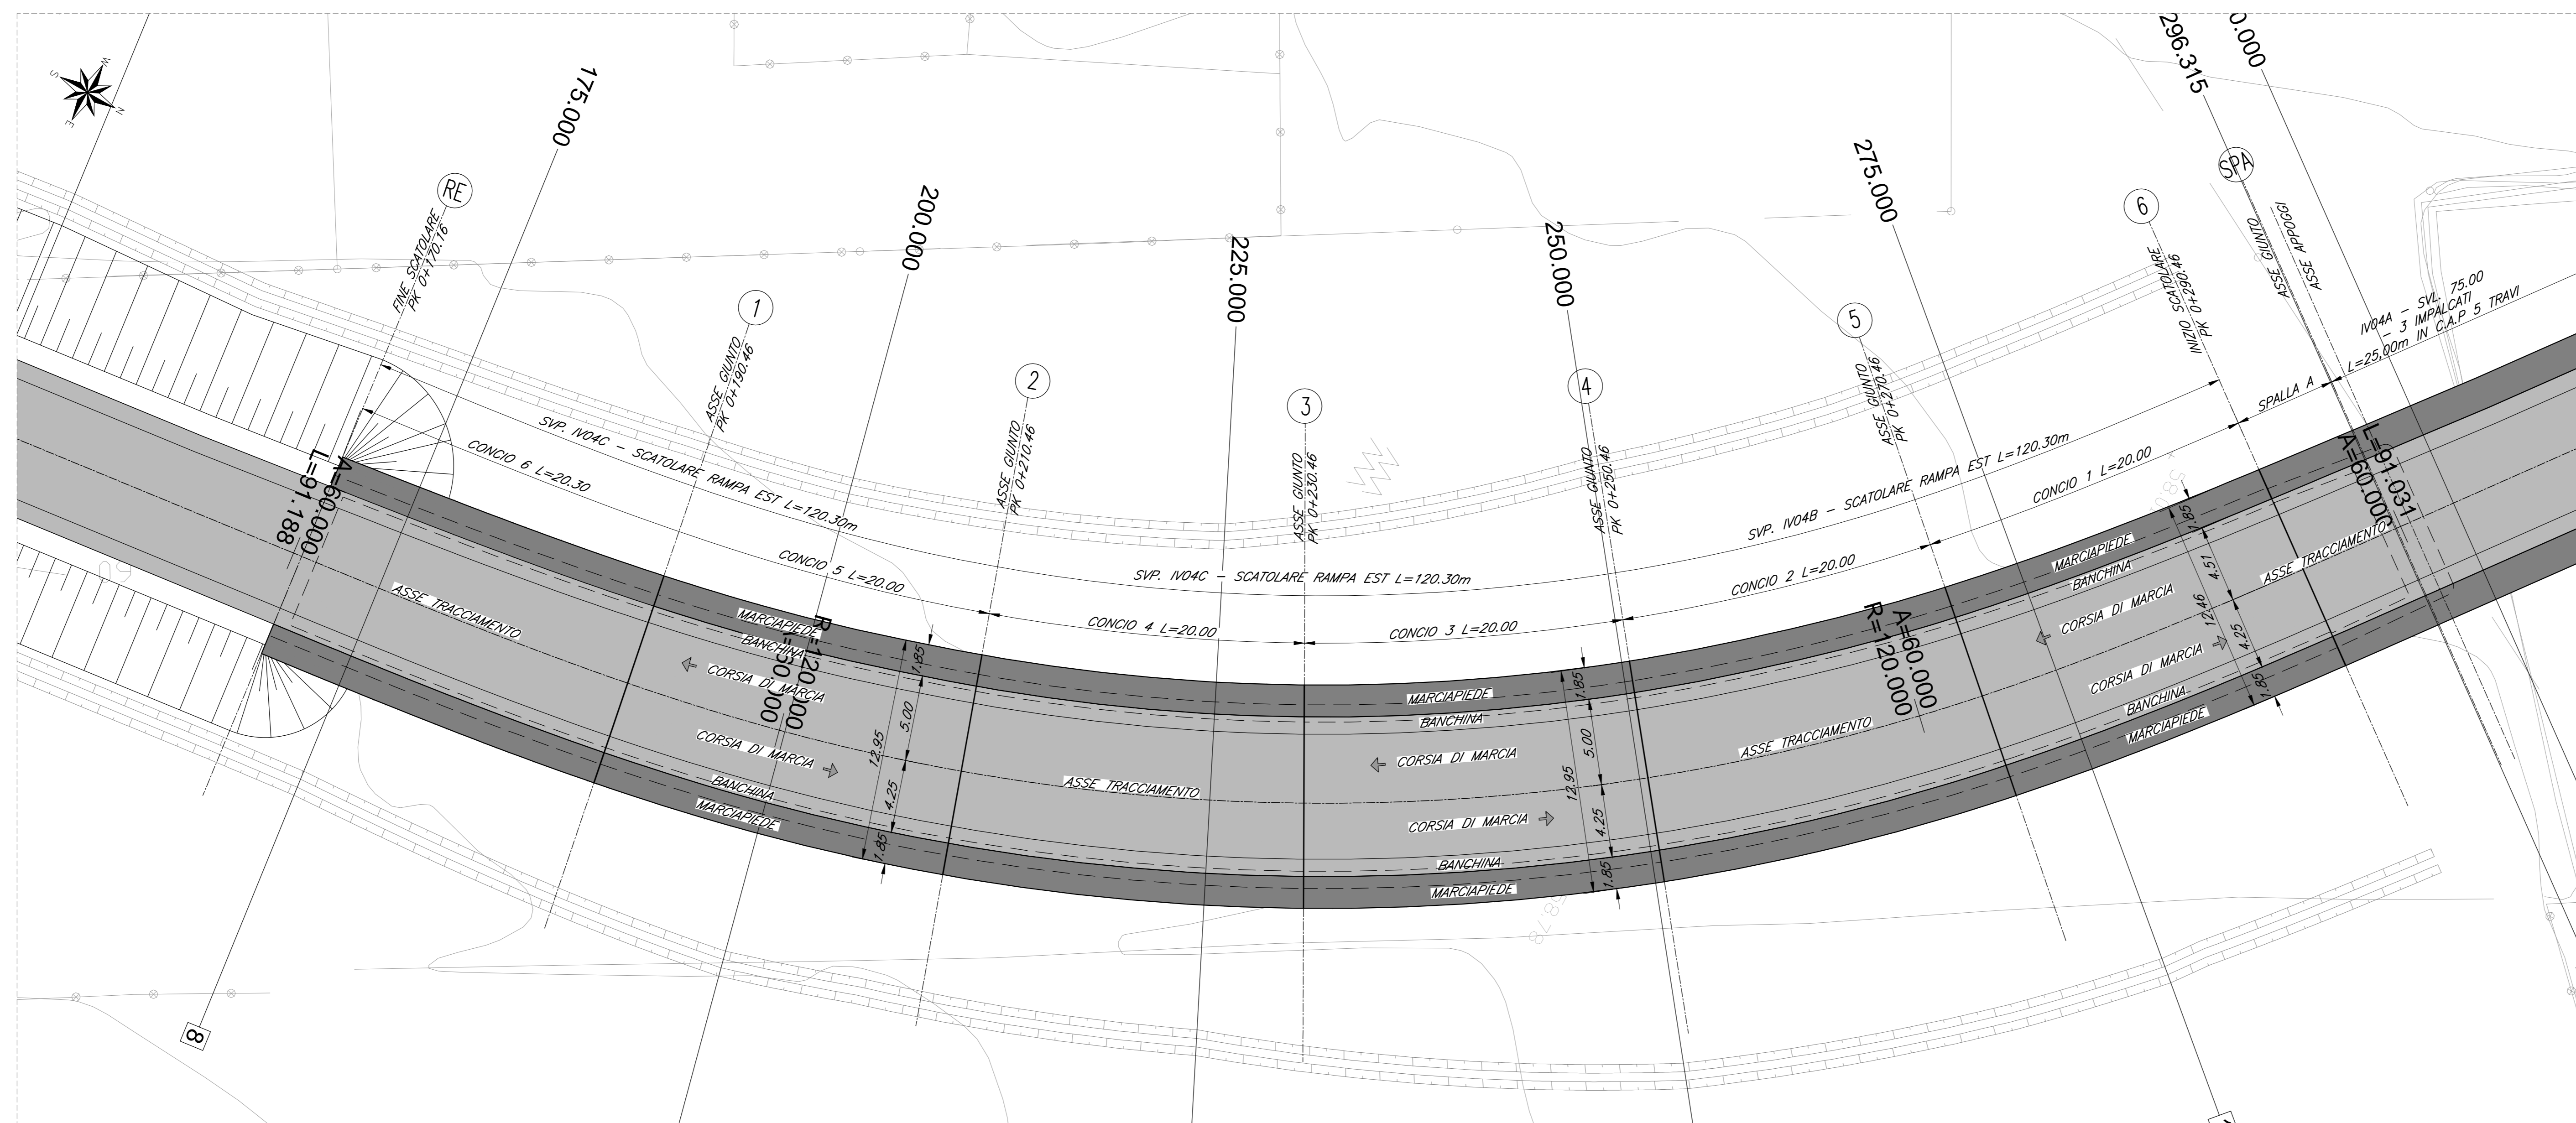 S
W
N
E
175.000
200.000
225.000
250.000
275.000
296.315
0.000
RE
FINE SCATOLARE
PK 0+170.16
1
ASSE GIUNTO
PK 0+190.46
2
ASSE GIUNTO
PK 0+210.46
3
ASSE GIUNTO
PK 0+230.46
4
ASSE GIUNTO
PK 0+250.46
5
ASSE GIUNTO
PK 0+270.46
6
INIZIO SCATOLARE
PK 0+290.46
SPA
ASSE GIUNTO
ASSE APPOGGI
IV04A - SVL. 75.00
- 3 IMPALCATI
L=25,00m IN C.A.P 5 TRAVI
SPALLA A
SVP. IV04C - SCATOLARE RAMPA EST L=120.30m
SVP. IV04C - SCATOLARE RAMPA EST L=120.30m
SVP. IV04B - SCATOLARE RAMPA EST L=120.30m
CONCIO 6 L=20.30
CONCIO 5 L=20.00
CONCIO 4 L=20.00
CONCIO 3 L=20.00
CONCIO 2 L=20.00
CONCIO 1 L=20.00
A=60.000
L=91.188
R=120.000
A=60.000
R=120.000
L=91.031
A=60.000
ASSE TRACCIAMENTO
MARCIAPIEDE
BANCHINA
CORSIA DI MARCIA
CORSIA DI MARCIA
BANCHINA
MARCIAPIEDE
1.85
5.00
12.95
4.25
1.85
ASSE TRACCIAMENTO
MARCIAPIEDE
BANCHINA
CORSIA DI MARCIA
CORSIA DI MARCIA
BANCHINA
MARCIAPIEDE
1.85
5.00
12.95
4.25
1.85
ASSE TRACCIAMENTO
MARCIAPIEDE
BANCHINA
CORSIA DI MARCIA
CORSIA DI MARCIA
BANCHINA
MARCIAPIEDE
1.85
4.51
12.46
4.25
1.85
ASSE TRACCIAMENTO
8